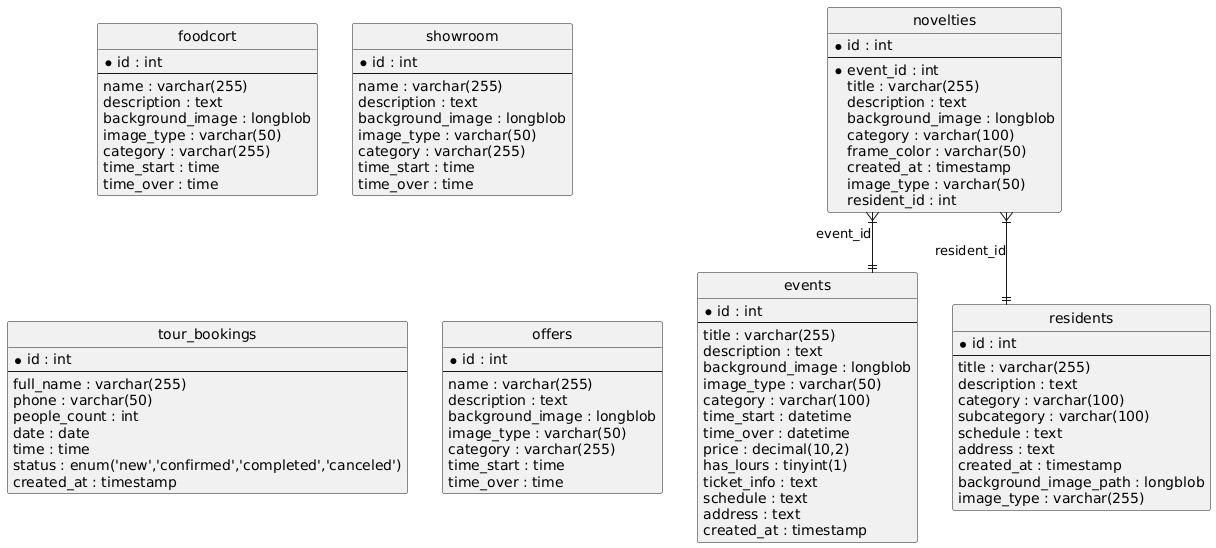 foodcort
* id : int
name : varchar(255)
description : text
background_image : longblob
image_type : varchar(50)
category : varchar(255)
time_start : time
time_over : time
showroom
* id : int
name : varchar(255)
description : text
background_image : longblob
image_type : varchar(50)
category : varchar(255)
time_start : time
time_over : time
novelties
* id : int
* event_id : int
title : varchar(255)
description : text
background_image : longblob
category : varchar(100)
frame_color : varchar(50)
created_at : timestamp
image_type : varchar(50)
resident_id : int
event_id
resident_id
tour_bookings
* id : int
full_name : varchar(255)
phone : varchar(50)
people_count : int
date : date
time : time
status : enum('new','confirmed','completed','canceled')
created_at : timestamp
offers
* id : int
name : varchar(255)
description : text
background_image : longblob
image_type : varchar(50)
category : varchar(255)
time_start : time
time_over : time
events
* id : int
title : varchar(255)
description : text
background_image : longblob
image_type : varchar(50)
category : varchar(100)
time_start : datetime
time_over : datetime
price : decimal(10,2)
has_lours : tinyint(1)
ticket_info : text
schedule : text
address : text
created_at : timestamp
residents
* id : int
title : varchar(255)
description : text
category : varchar(100)
subcategory : varchar(100)
schedule : text
address : text
created_at : timestamp
background_image_path : longblob
image_type : varchar(255)